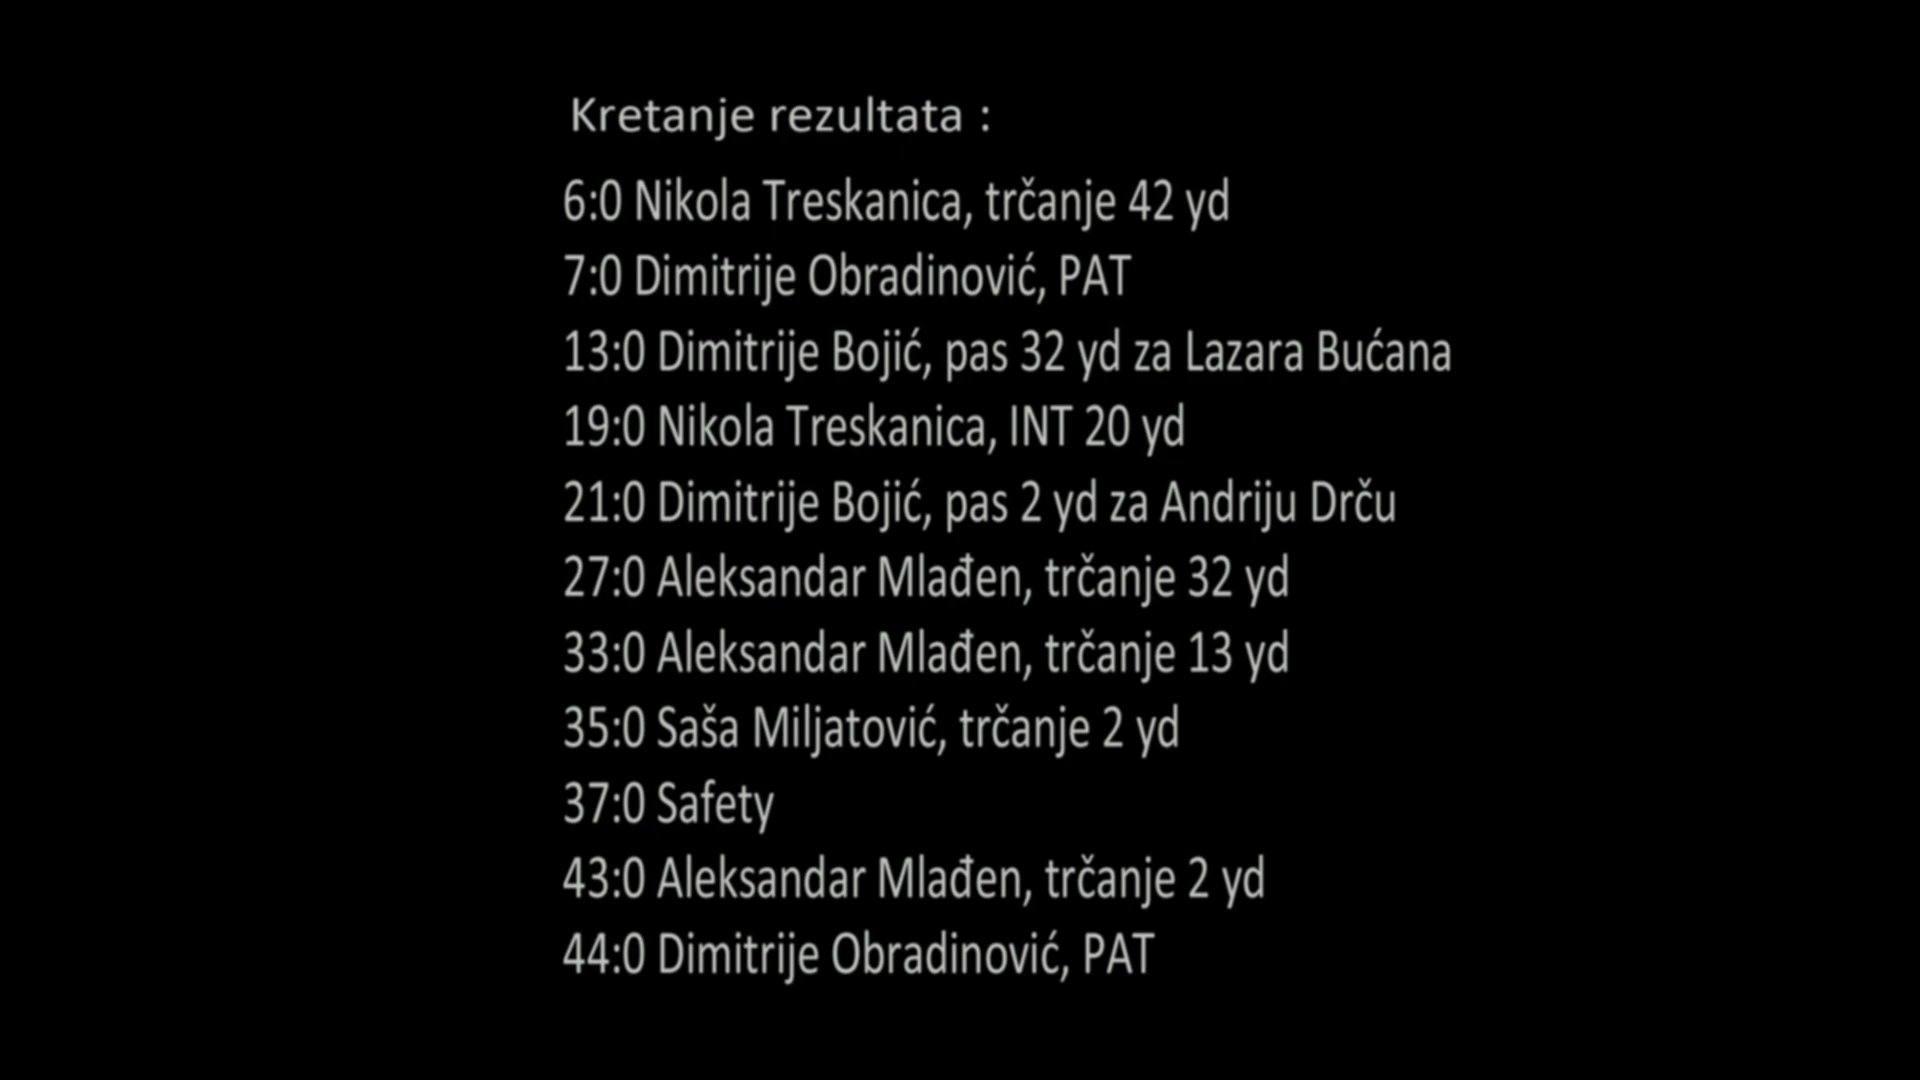 Kretanje rezultata :
6:0 Nikola Treskanica, trčanje 42 yd
7:0 Dimitrije Obradinović, PAT
13:0 Dimitrije Bojić, pas 32 yd za Lazara Bućana
19:0 Nikola Treskanica, INT 20 yd
21:0 Dimitrije Bojić, pas 2 yd za Andriju Drču
27:0 Aleksandar Mlađen, trčanje 32 yd
33:0 Aleksandar Mlađen, trčanje 13 yd
35:0 Saša Miljatović, trčanje 2 yd
37:0 Safety
43:0 Aleksandar Mlađen, trčanje 2 yd
44:0 Dimitrije Obradinović, PAT